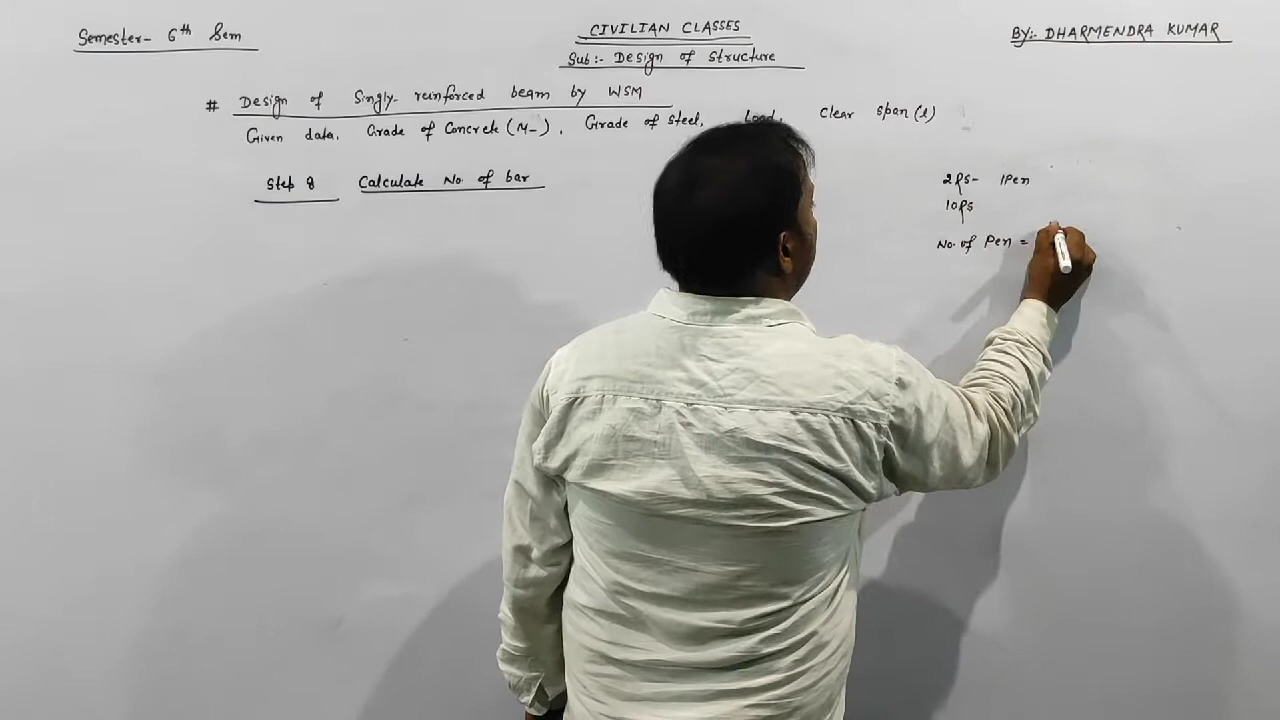 Semester- 6th Sem
CIVILIAN CLASSES
BY:- DHARMENDRA KUMAR
Sub:- Design of structure
# Design of Singly- reinforced beam by WSM
Given data, Grade of Concrete (M-), Grade of steel, Load, Clear span (l)
Step 8 Calculate No. of bar
2Rs- 1Pen
10Rs
No. of Pen =